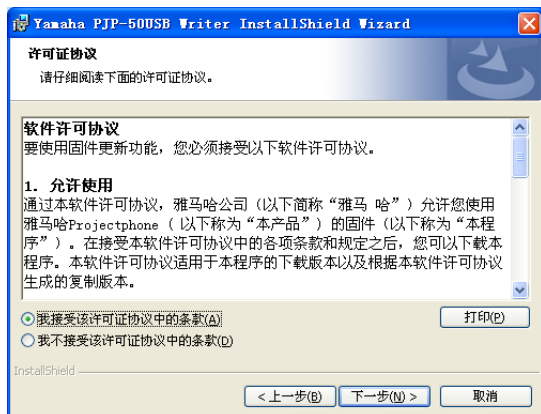 Yamaha PJP-50USB Writer InstallShield Wizard
许可证协议
请仔细阅读下面的许可证协议。
软件许可协议
要使用固件更新功能，您必须接受以下软件许可协议。
1. 允许使用
通过本软件许可协议，雅马哈公司（以下简称“雅马 哈”）允许您使用
雅马哈Projectphone（ 以下称为“本产品”）的固件（以下称为“本程
序”）。在接受本软件许可协议中的各项条款和规定之后，您可以下载本
程序。本软件许可协议适用于本程序的下载版本以及根据本软件许可协议
生成的复制版本。
我接受该许可证协议中的条款(A)
打印(P)
我不接受该许可证协议中的条款(D)
InstallShield
< 上一步(B)
下一步(N) >
取消